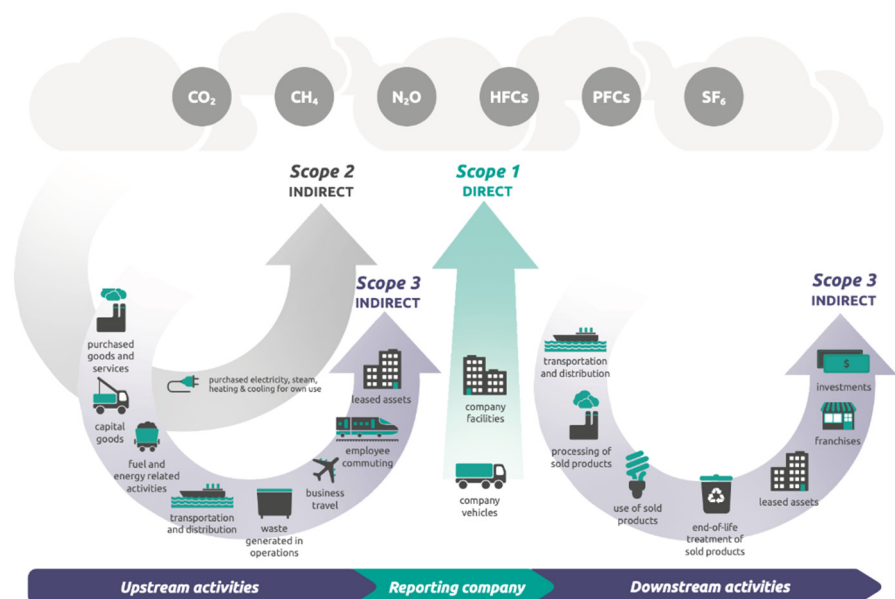 CO₂
CH₄
N₂O
HFCs
PFCs
SF₆
Scope 2
INDIRECT
Scope 1
DIRECT
Scope 3
INDIRECT
Scope 3
INDIRECT
purchased
goods and
services
capital
goods
fuel and
energy related
activities
transportation
and distribution
waste
generated in
operations
business
travel
employee
commuting
leased assets
purchased electricity, steam,
heating & cooling for own use
company
facilities
company
vehicles
transportation
and distribution
processing of
sold products
use of sold
products
end-of-life
treatment of
sold products
leased assets
franchises
$
investments
Upstream activities
Reporting company
Downstream activities